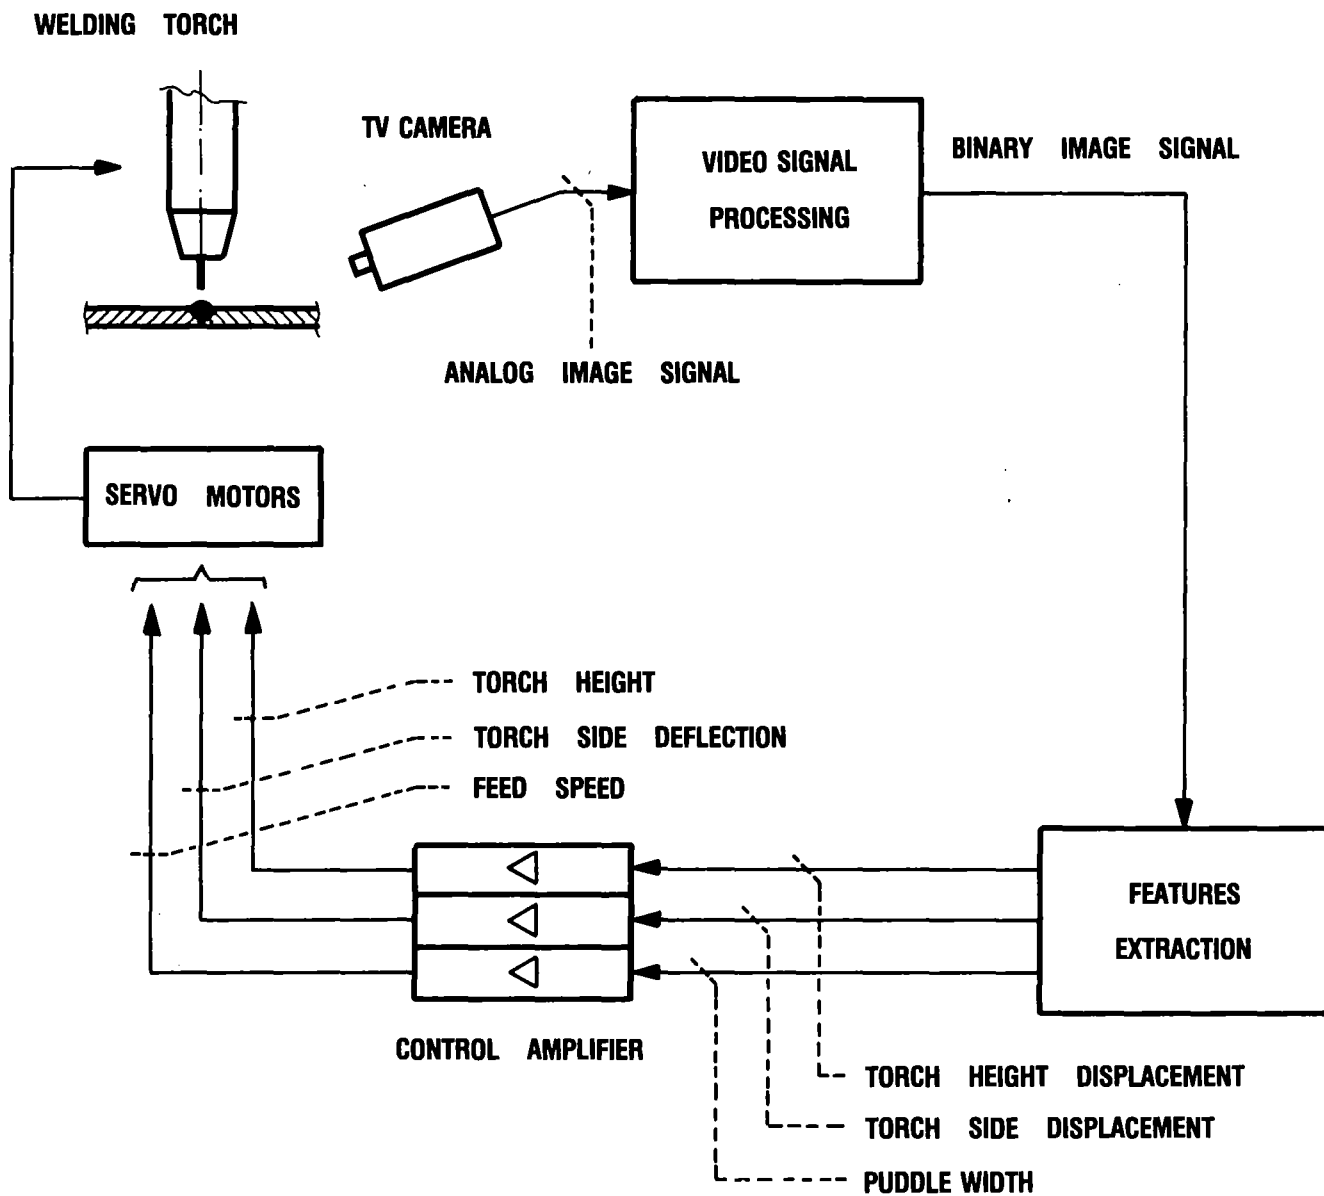 WELDING TORCH
TV CAMERA
VIDEO SIGNAL
PROCESSING
BINARY IMAGE SIGNAL
ANALOG IMAGE SIGNAL
SERVO MOTORS
TORCH HEIGHT
TORCH SIDE DEFLECTION
FEED SPEED
FEATURES
EXTRACTION
CONTROL AMPLIFIER
TORCH HEIGHT DISPLACEMENT
TORCH SIDE DISPLACEMENT
PUDDLE WIDTH